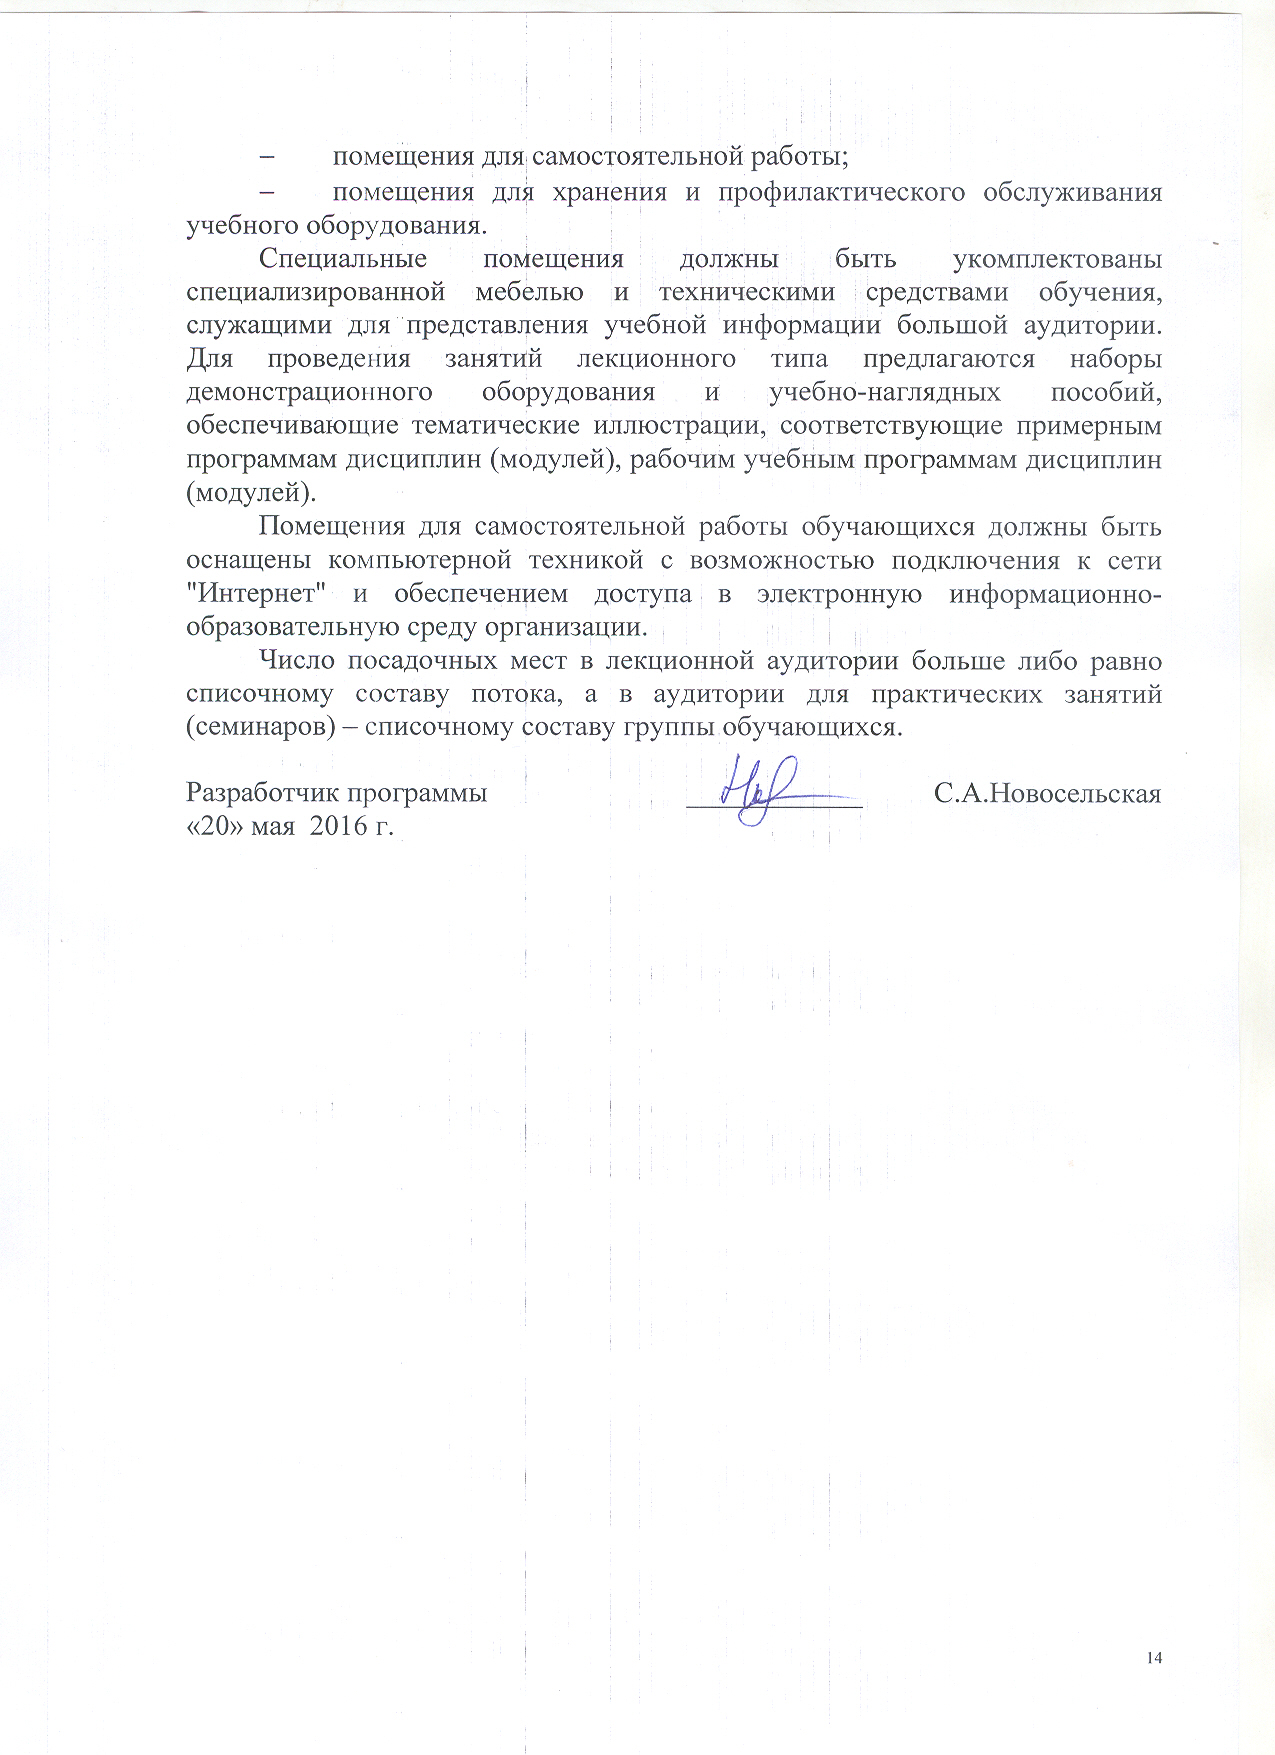 – помещения для самостоятельной работы;
– помещения для хранения и профилактического обслуживания
учебного оборудования.
Специальные помещения должны быть укомплектованы
специализированной мебелью и техническими средствами обучения,
служащими для представления учебной информации большой аудитории.
Для проведения занятий лекционного типа предлагаются наборы
демонстрационного оборудования и учебно-наглядных пособий,
обеспечивающие тематические иллюстрации, соответствующие примерным
программам дисциплин (модулей), рабочим учебным программам дисциплин
(модулей).
Помещения для самостоятельной работы обучающихся должны быть
оснащены компьютерной техникой с возможностью подключения к сети
"Интернет" и обеспечением доступа в электронную информационно-
образовательную среду организации.
Число посадочных мест в лекционной аудитории больше либо равно
списочному составу потока, а в аудитории для практических занятий
(семинаров) – списочному составу группы обучающихся.
Разработчик программы С.А.Новосельская
«20» мая 2016 г.
14